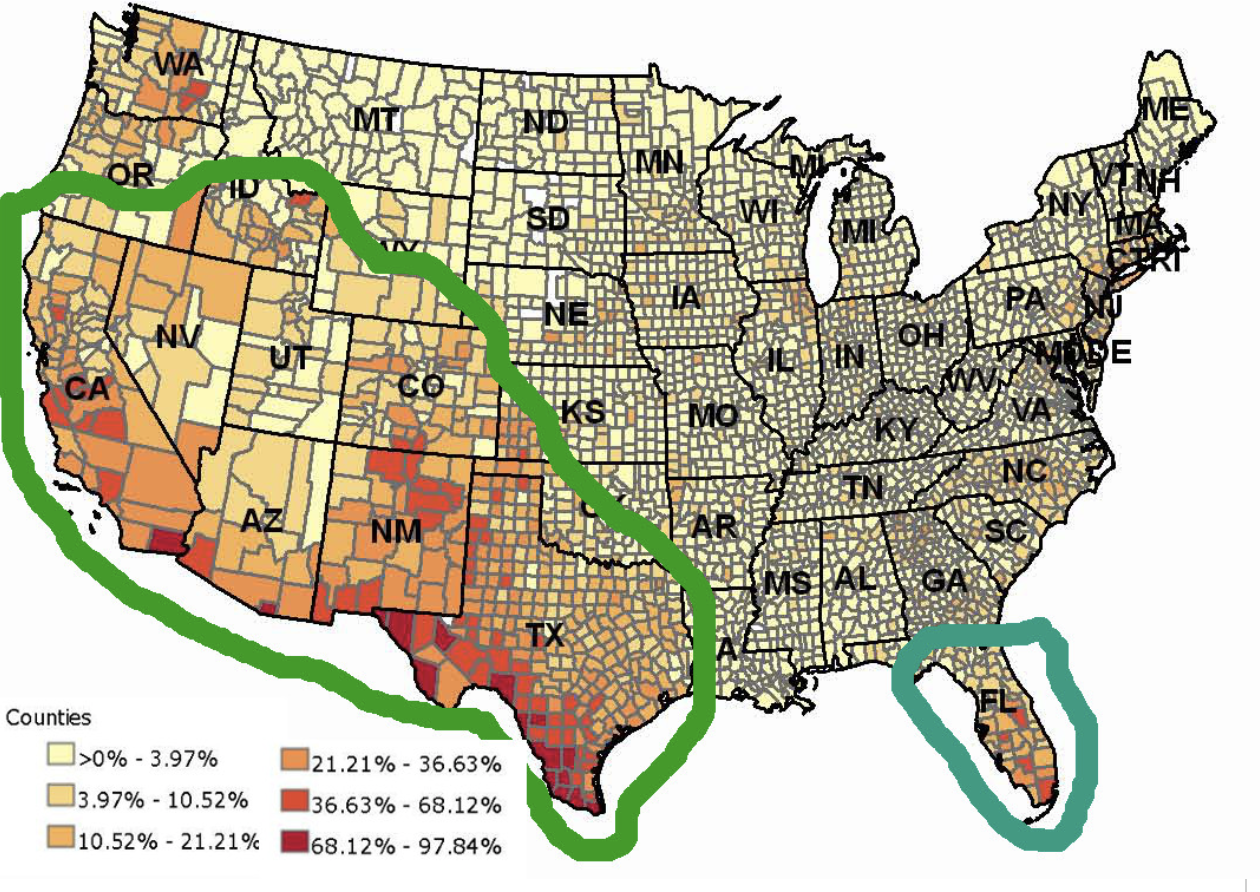 WA
MT
ND
MN
ME
OR
ID
SD
WI
MI
MI
NY
VT
NH
MA
CT
RI
NE
IA
PA
NJ
NV
UT
CO
IL
IN
OH
MD
DE
CA
KS
MO
WV
VA
KY
AZ
NM
AR
TN
NC
SC
TX
MS
AL
GA
FL
Counties
>0% - 3.97%
3.97% - 10.52%
10.52% - 21.21%
21.21% - 36.63%
36.63% - 68.12%
68.12% - 97.84%